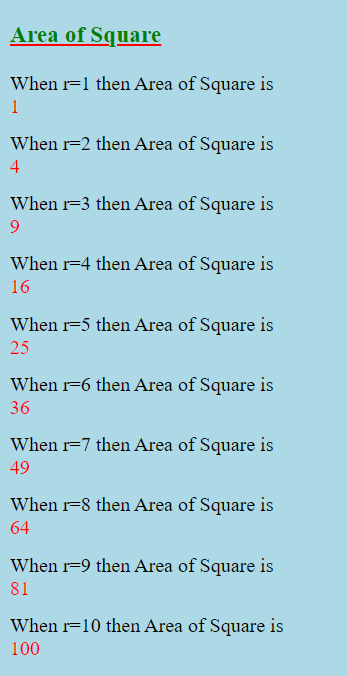 Area of Square
When r=1 then Area of Square is
1
When r=2 then Area of Square is
4
When r=3 then Area of Square is
9
When r=4 then Area of Square is
16
When r=5 then Area of Square is
25
When r=6 then Area of Square is
36
When r=7 then Area of Square is
49
When r=8 then Area of Square is
64
When r=9 then Area of Square is
81
When r=10 then Area of Square is
100